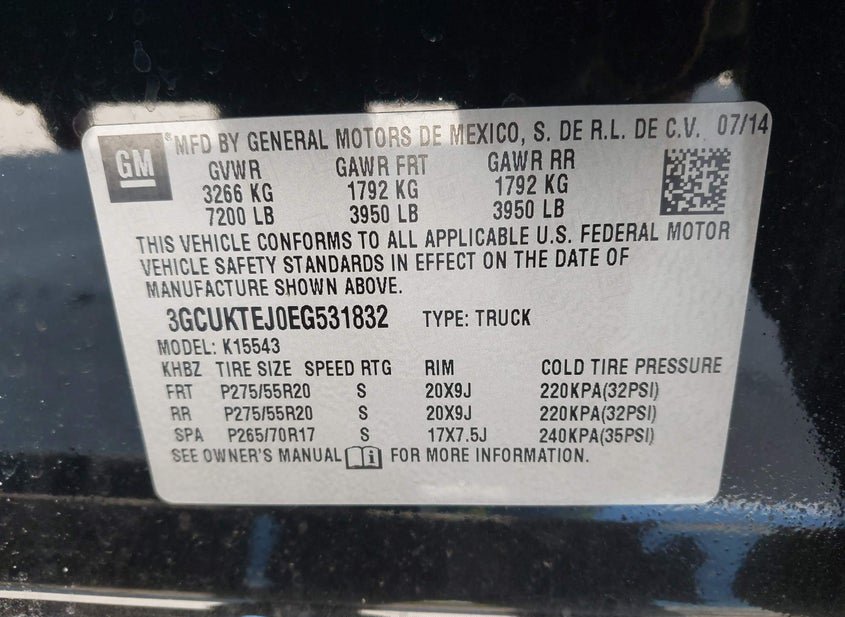 GM ® MFD BY GENERAL MOTORS DE MEXICO, S. DE R.L. DE C.V. 07/14
GVWR GAWR FRT GAWR RR
3266 KG 1792 KG 1792 KG
7200 LB 3950 LB 3950 LB
THIS VEHICLE CONFORMS TO ALL APPLICABLE U.S. FEDERAL MOTOR
VEHICLE SAFETY STANDARDS IN EFFECT ON THE DATE OF
MANUFACTURE SHOWN ABOVE.
3GCUKTEJ0EG531832 TYPE: TRUCK
MODEL: K15543
KHBZ TIRE SIZE SPEED RTG RIM COLD TIRE PRESSURE
FRT P275/55R20 S 20X9J 220KPA(32PSI)
RR P275/55R20 S 20X9J 220KPA(32PSI)
SPA P265/70R17 S 17X7.5J 240KPA(35PSI)
SEE OWNER'S MANUAL i FOR MORE INFORMATION.